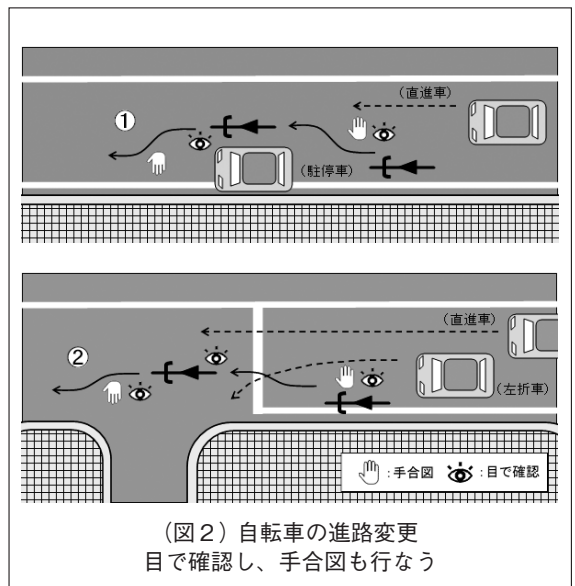 ①
(直進車)
(駐停車)
②
(直進車)
(左折車)
:手合図 :目で確認
(図2)自転車の進路変更
目で確認し、手合図も行なう